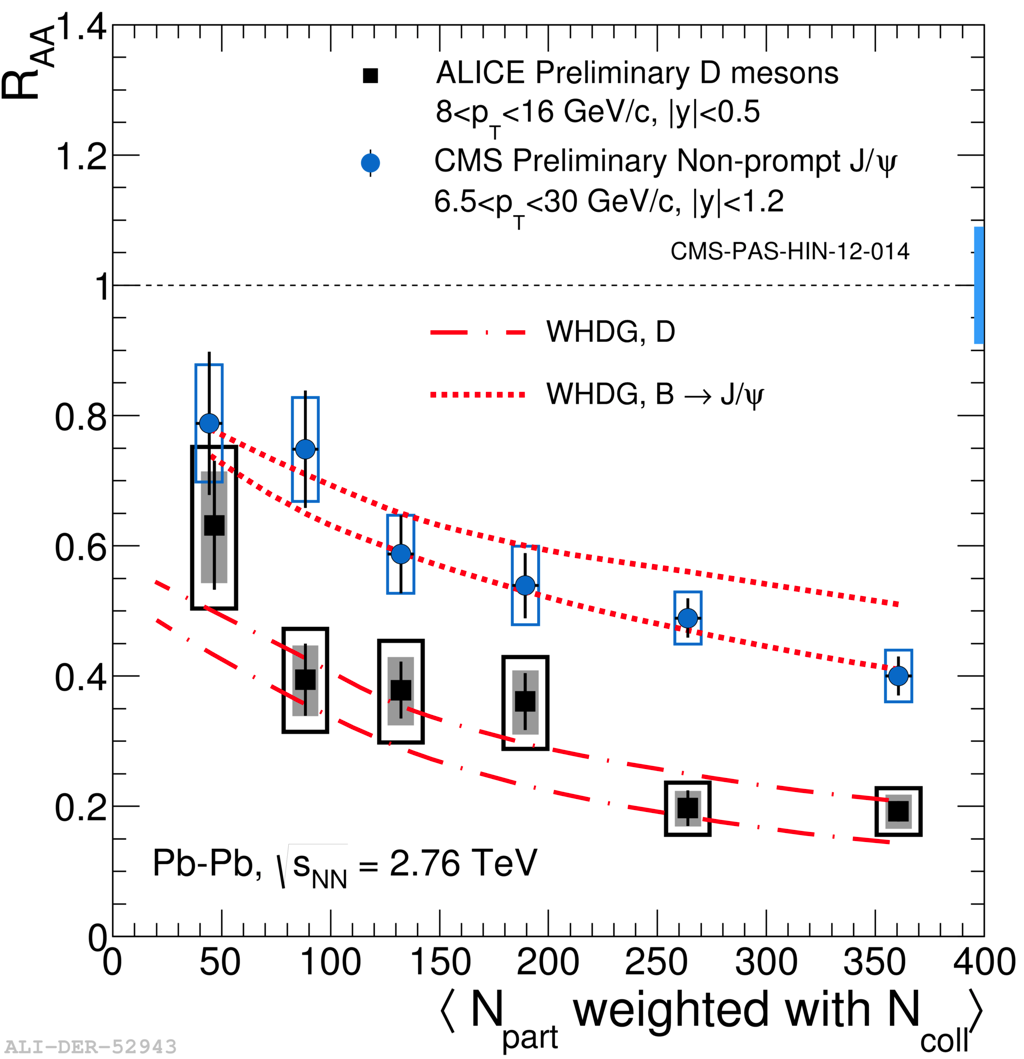 R_AA
1.4
1.2
1
0.8
0.6
0.4
0.2
0
ALICE Preliminary D mesons
8<p_T<16 GeV/c, |y|<0.5
CMS Preliminary Non-prompt J/ψ
6.5<p_T<30 GeV/c, |y|<1.2
CMS-PAS-HIN-12-014
WHDG, D
WHDG, B → J/ψ
Pb-Pb, √s_NN = 2.76 TeV
0 50 100 150 200 250 300 350 400
⟨ N_part weighted with N_coll ⟩
ALI-DER-52943